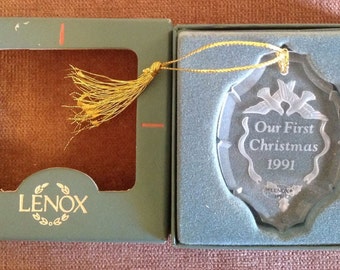 LENOX
Our First
Christmas
1991